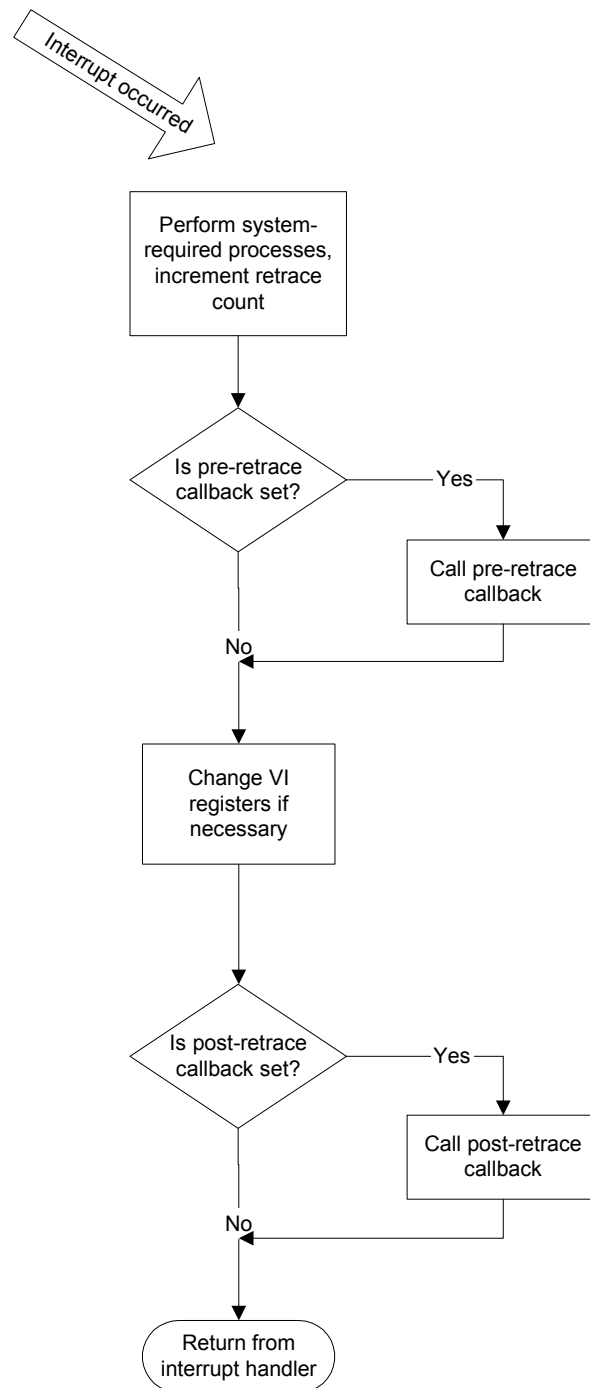 Interrupt occurred
Perform system-
required processes,
increment retrace
count
Is pre-retrace
callback set?
Yes
Call pre-retrace
callback
No
Change VI
registers if
necessary
Is post-retrace
callback set?
Yes
Call post-retrace
callback
No
Return from
interrupt handler